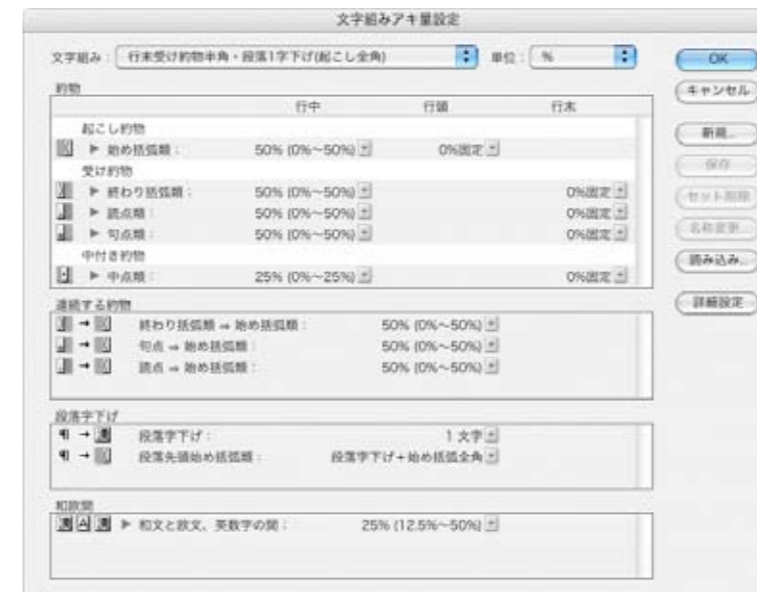 文字組みアキ量設定
文字組み： 行末受け約物半角・段落1字下げ(起こし全角) 単位： %
OK
キャンセル
新規...
保存
セット削除
名称変更...
読み込み...
詳細設定
約物
行中 行頭 行末
起こし約物
始め括弧類： 50% (0%～50%) 0%固定
受け約物
終わり括弧類： 50% (0%～50%) 0%固定
読点類： 50% (0%～50%) 0%固定
句点類： 50% (0%～50%) 0%固定
中付き約物
中点類： 25% (0%～25%) 0%固定
連続する約物
終わり括弧類 ⇒ 始め括弧類： 50% (0%～50%)
句点 ⇒ 始め括弧類： 50% (0%～50%)
読点 ⇒ 始め括弧類： 50% (0%～50%)
段落字下げ
段落字下げ： 1 文字
段落先頭始め括弧類： 段落字下げ+始め括弧全角
和欧間
和文と欧文、英数字の間： 25% (12.5%～50%)